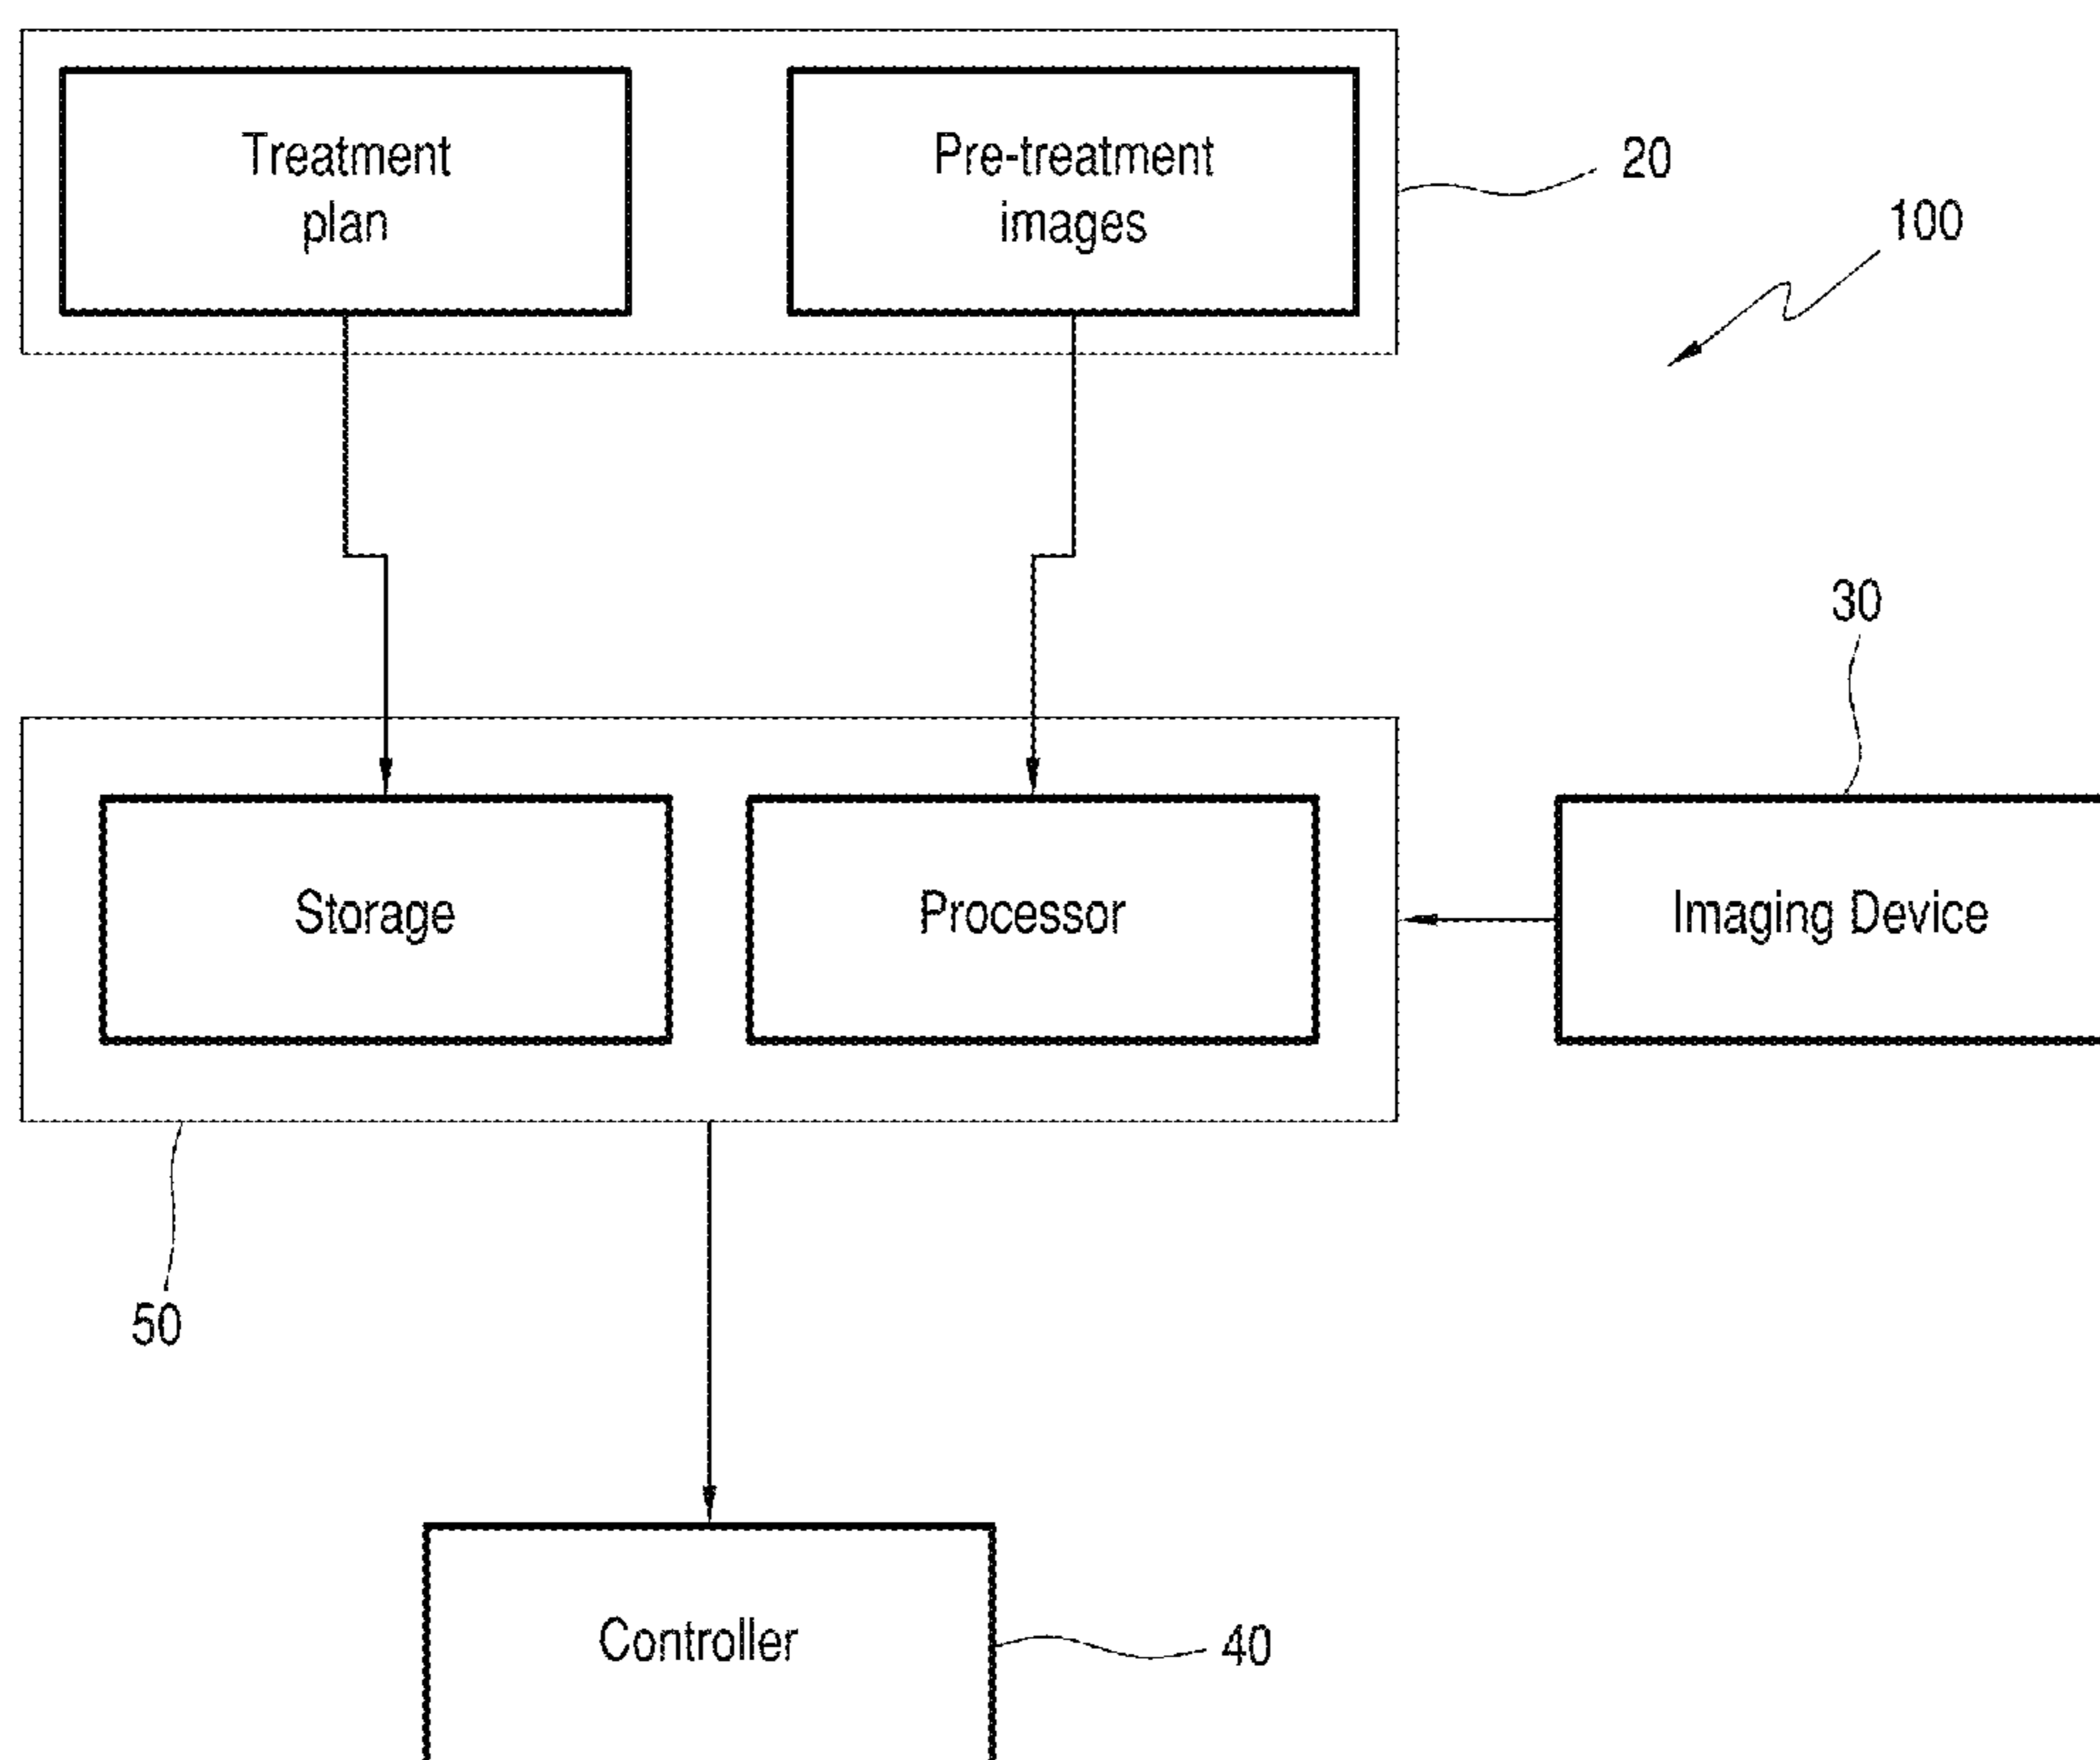 Treatment
plan
Pre-treatment
images
20
100
30
Storage
Processor
Imaging Device
50
Controller
40